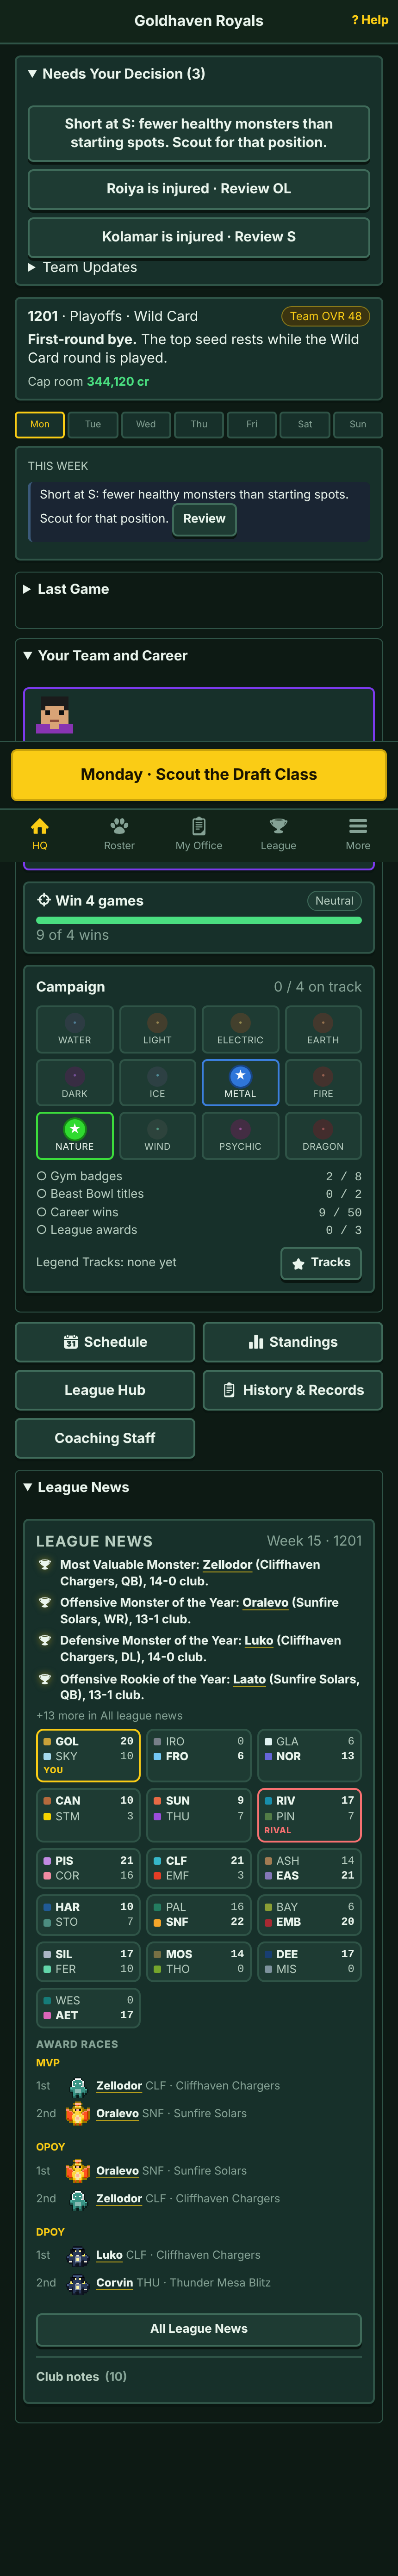 Goldhaven Royals
? Help
▼ Needs Your Decision (3)
Short at S: fewer healthy monsters than
starting spots. Scout for that position.
Roiya is injured · Review OL
Kolamar is injured · Review S
▶ Team Updates
1201 · Playoffs · Wild Card
Team OVR 48
First-round bye. The top seed rests while the Wild
Card round is played.
Cap room 344,120 cr
Mon Tue Wed Thu Fri Sat Sun
THIS WEEK
Short at S: fewer healthy monsters than starting spots.
Scout for that position. Review
▶ Last Game
▼ Your Team and Career
Monday · Scout the Draft Class
HQ Roster My Office League More
Win 4 games Neutral
9 of 4 wins
Campaign 0 / 4 on track
WATER LIGHT ELECTRIC EARTH
DARK ICE METAL FIRE
NATURE WIND PSYCHIC DRAGON
Gym badges 2 / 8
Beast Bowl titles 0 / 2
Career wins 9 / 50
League awards 0 / 3
Legend Tracks: none yet Tracks
31 Schedule Standings
League Hub History & Records
Coaching Staff
▼ League News
LEAGUE NEWS Week 15 · 1201
Most Valuable Monster: Zellodor (Cliffhaven
Chargers, QB), 14-0 club.
Offensive Monster of the Year: Oralevo (Sunfire
Solars, WR), 13-1 club.
Defensive Monster of the Year: Luko (Cliffhaven
Chargers, DL), 14-0 club.
Offensive Rookie of the Year: Laato (Sunfire Solars,
QB), 13-1 club.
+13 more in All league news
GOL 20 IRO 0 GLA 6
SKY 10 FRO 6 NOR 13
YOU
CAN 10 SUN 9 RIV 17
STM 3 THU 7 PIN 7
RIVAL
PIS 21 CLF 21 ASH 14
COR 16 EMF 3 EAS 21
HAR 10 PAL 16 BAY 6
STO 7 SNF 22 EMB 20
SIL 17 MOS 14 DEE 17
FER 10 THO 0 MIS 0
WES 0
AET 17
AWARD RACES
MVP
1st Zellodor CLF · Cliffhaven Chargers
2nd Oralevo SNF · Sunfire Solars
OPOY
1st Oralevo SNF · Sunfire Solars
2nd Zellodor CLF · Cliffhaven Chargers
DPOY
1st Luko CLF · Cliffhaven Chargers
2nd Corvin THU · Thunder Mesa Blitz
All League News
Club notes (10)